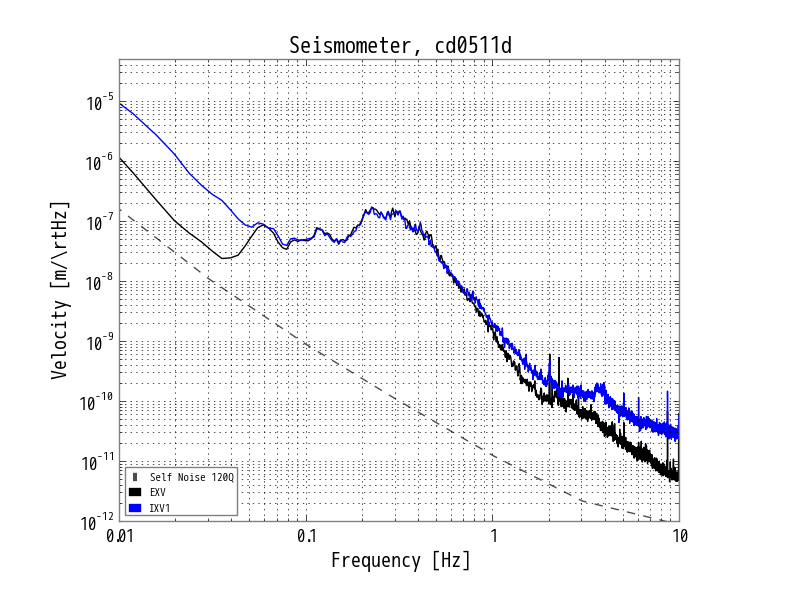 Seismometer, cd0511d
Velocity [m/\rtHz]
10^-5
10^-6
10^-7
10^-8
10^-9
10^-10
10^-11
10^-12
Self Noise 120Q
EXV
IXV1
0.01 0.1 1 10
Frequency [Hz]